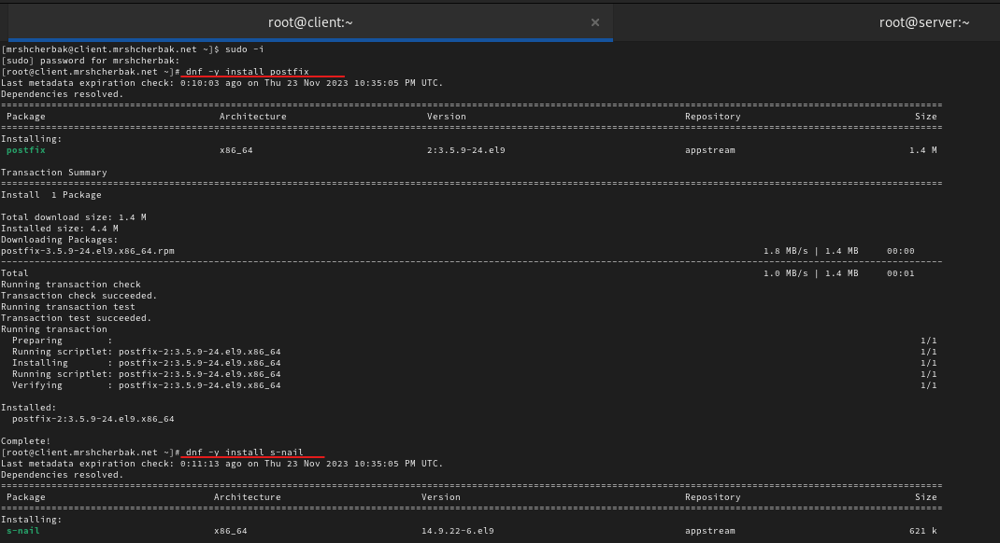 root@client:~ × root@server:~
[mrshcherbak@client.mrshcherbak.net ~]$ sudo -i
[sudo] password for mrshcherbak:
[root@client.mrshcherbak.net ~]# dnf -y install postfix
Last metadata expiration check: 0:10:03 ago on Thu 23 Nov 2023 10:35:05 PM UTC.
Dependencies resolved.
Package Architecture Version Repository Size
Installing:
postfix x86_64 2:3.5.9-24.el9 appstream 1.4 M
Transaction Summary
Install 1 Package
Total download size: 1.4 M
Installed size: 4.4 M
Downloading Packages:
postfix-3.5.9-24.el9.x86_64.rpm 1.8 MB/s | 1.4 MB 00:00
Total 1.0 MB/s | 1.4 MB 00:01
Running transaction check
Transaction check succeeded.
Running transaction test
Transaction test succeeded.
Running transaction
Preparing : 1/1
Running scriptlet: postfix-2:3.5.9-24.el9.x86_64 1/1
Installing : postfix-2:3.5.9-24.el9.x86_64 1/1
Running scriptlet: postfix-2:3.5.9-24.el9.x86_64 1/1
Verifying : postfix-2:3.5.9-24.el9.x86_64 1/1
Installed:
postfix-2:3.5.9-24.el9.x86_64
Complete!
[root@client.mrshcherbak.net ~]# dnf -y install s-nail
Last metadata expiration check: 0:11:13 ago on Thu 23 Nov 2023 10:35:05 PM UTC.
Dependencies resolved.
Package Architecture Version Repository Size
Installing:
s-nail x86_64 14.9.22-6.el9 appstream 621 k